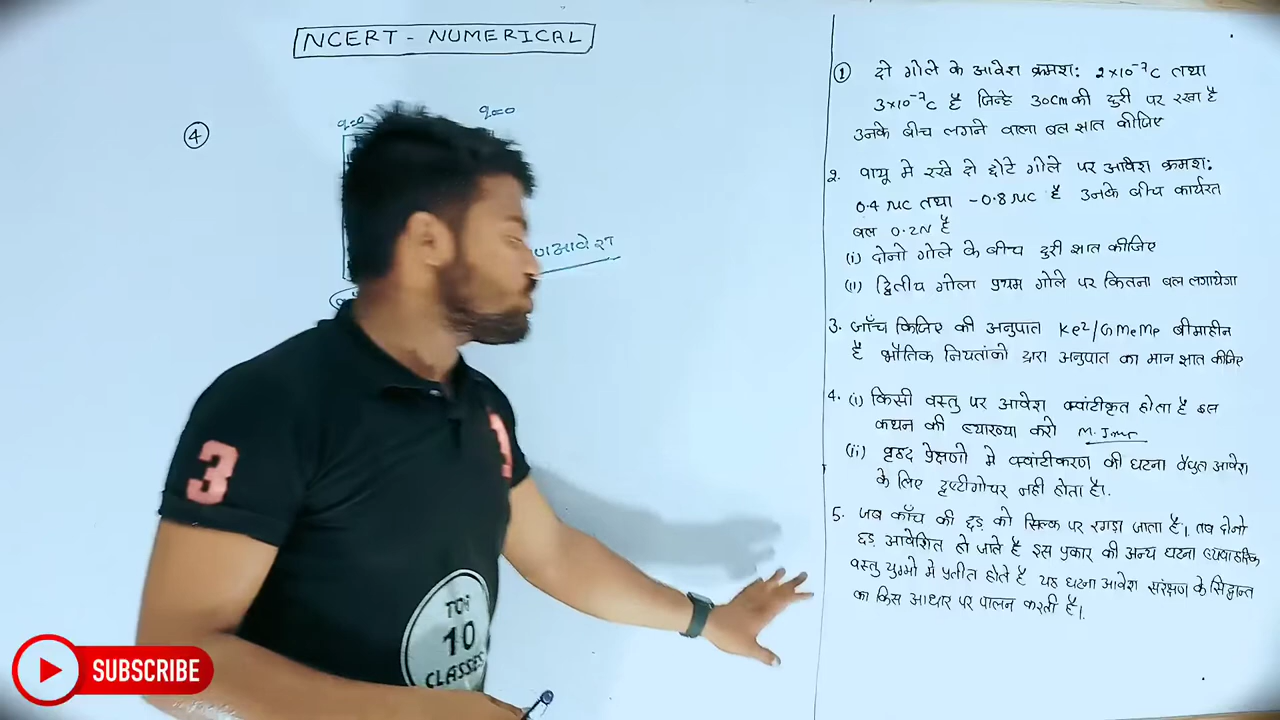 NCERT - NUMERICAL
④
q=0
q=0
णआवेश
① दो गोले के आवेश क्रमश: 2×10⁻⁷C तथा
3×10⁻⁷C है जिन्हे 30cm की दुरी पर रखा है
उनके बीच लगने वाला बल ज्ञात कीजिए
2. वायु मे रखे दो छोटे गोले पर आवेश क्रमश:
0.4 μC तथा -0.8 μC है उनके बीच कार्यरत
बल 0.2N है
(i) दोनो गोले के बीच दुरी ज्ञात कीजिए
(ii) द्वितीय गोला प्रथम गोले पर कितना बल लगायेगा
3. जाँच किजिए की अनुपात ke²/GMeMp बीमाहीन
है भौतिक नियतांको द्वारा अनुपात का मान ज्ञात कीजिए
4. (i) किसी वस्तु पर आवेश क्वांटीकृत होता है इस
कथन की व्याख्या करो M. Imr
(ii) वृहद प्रेक्षणो मे क्वांटीकरण की घटना वैधुत आवेश
के लिए दृष्टीगोचर नही होता है।
5. जब काँच की छड़ को सिल्क पर रगडा जाता है। तब दोनो
छड़ आवेशित हो जाते है इस प्रकार की अन्य घटना
वस्तु युग्मो मे प्रतीत होते है यह घटना आवेश संरक्षण के सिद्वान्त
का किस आधार पर पालन करती है।
3
TOP
10
CLASSES
SUBSCRIBE